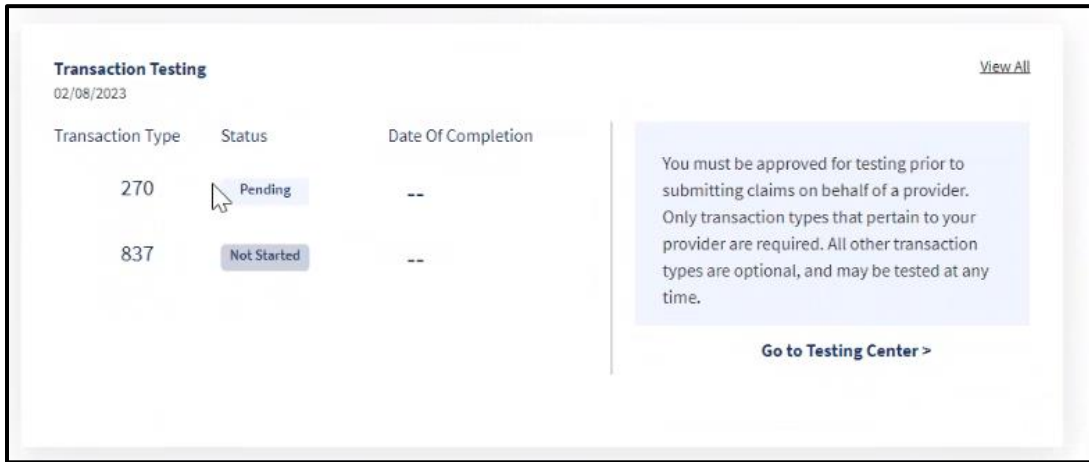 Transaction Testing
View All
02/08/2023
Transaction Type Status Date Of Completion
270 Pending --
837 Not Started --
You must be approved for testing prior to
submitting claims on behalf of a provider.
Only transaction types that pertain to your
provider are required. All other transaction
types are optional, and may be tested at any
time.
Go to Testing Center >